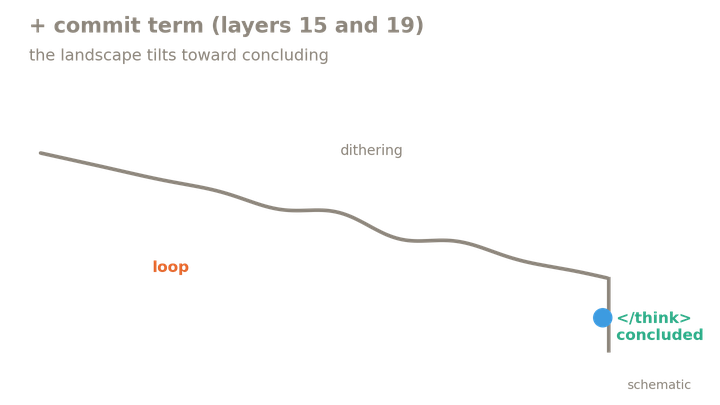 + commit term (layers 15 and 19)
the landscape tilts toward concluding
dithering
loop
</think>
concluded
schematic